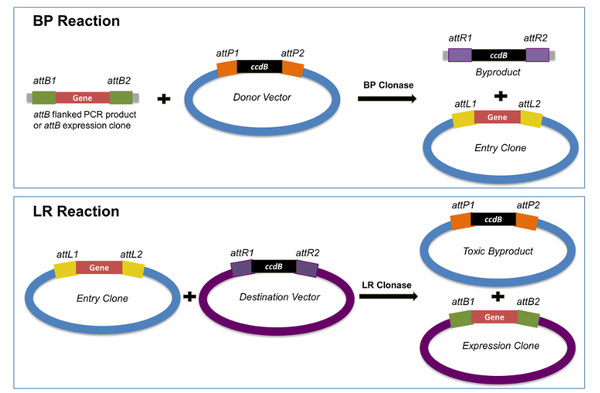 BP Reaction
attB1 attB2
Gene
attB flanked PCR product
or attB expression clone
+
attP1 attP2
ccdB
Donor Vector
BP Clonase
attR1 attR2
ccdB
Byproduct
+
attL1 attL2
Gene
Entry Clone
LR Reaction
attL1 attL2
Gene
Entry Clone
+
attR1 attR2
ccdB
Destination Vector
LR Clonase
attP1 attP2
ccdB
Toxic Byproduct
+
attB1 attB2
Gene
Expression Clone